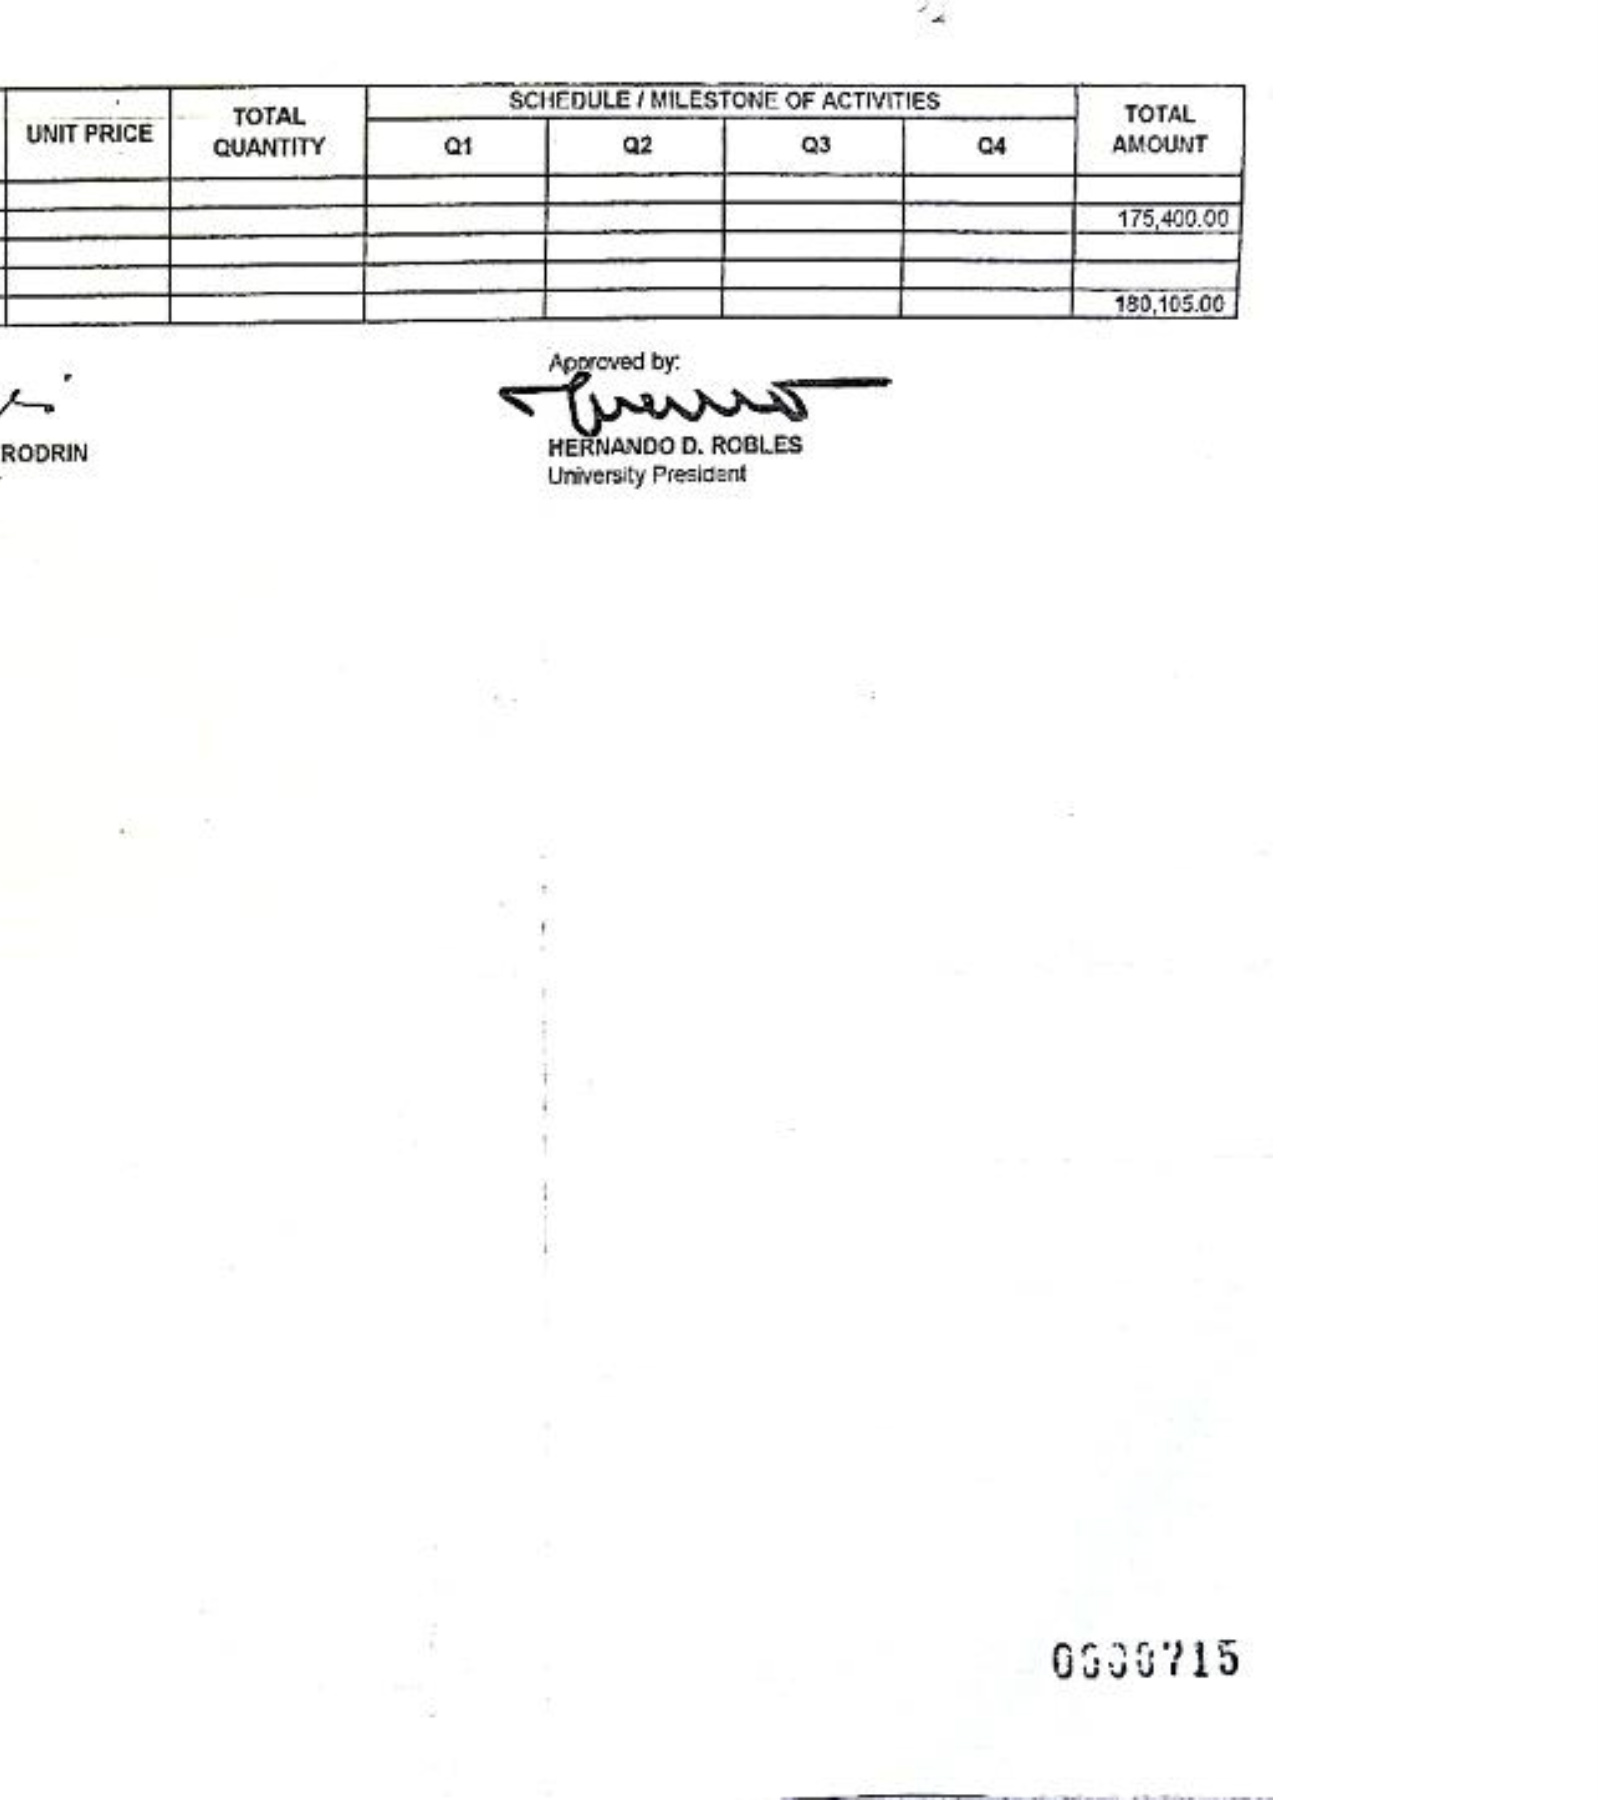 SCHEDULE / MILESTONE OF ACTIVITIES
UNIT PRICE
TOTAL
QUANTITY
Q1
Q2
Q3
Q4
TOTAL
AMOUNT
175,400.00
180,105.00
Approved by:
RODRIN
HERNANDO D. ROBLES
University President
0000715